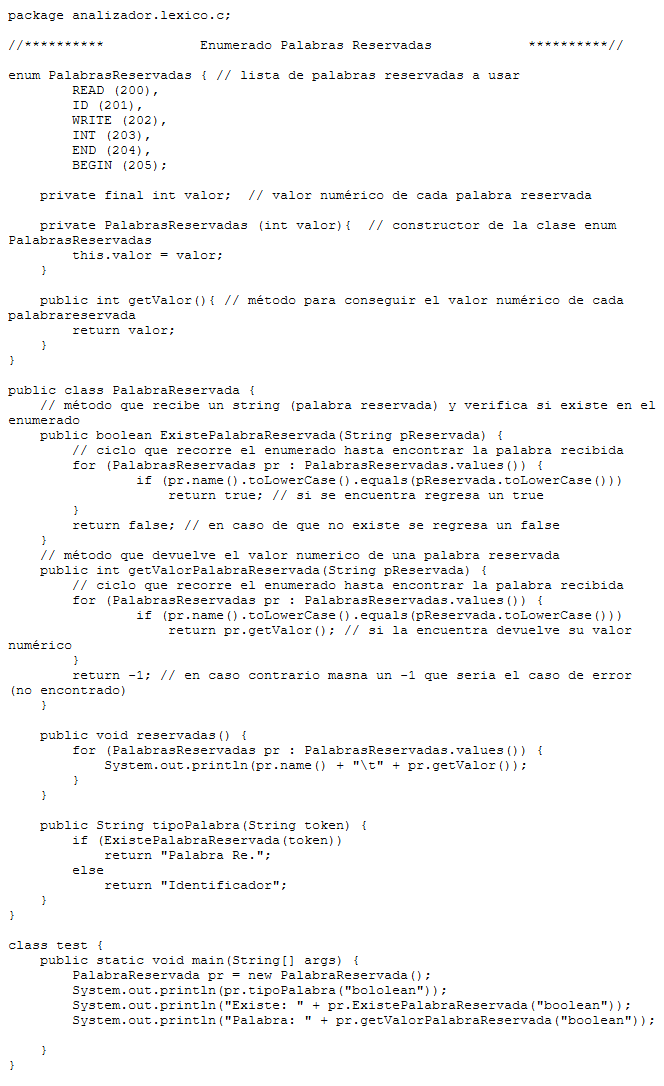 package analizador.lexico.c;
//********** Enumerado Palabras Reservadas **********//
enum PalabrasReservadas { // lista de palabras reservadas a usar
READ (200),
ID (201),
WRITE (202),
INT (203),
END (204),
BEGIN (205);
private final int valor; // valor numérico de cada palabra reservada
private PalabrasReservadas (int valor){ // constructor de la clase enum
PalabrasReservadas
this.valor = valor;
}
public int getValor(){ // método para conseguir el valor numérico de cada
palabrareservada
return valor;
}
}
public class PalabraReservada {
// método que recibe un string (palabra reservada) y verifica si existe en el
enumerado
public boolean ExistePalabraReservada(String pReservada) {
// ciclo que recorre el enumerado hasta encontrar la palabra recibida
for (PalabrasReservadas pr : PalabrasReservadas.values()) {
if (pr.name().toLowerCase().equals(pReservada.toLowerCase()))
return true; // si se encuentra regresa un true
}
return false; // en caso de que no existe se regresa un false
}
// método que devuelve el valor numerico de una palabra reservada
public int getValorPalabraReservada(String pReservada) {
// ciclo que recorre el enumerado hasta encontrar la palabra recibida
for (PalabrasReservadas pr : PalabrasReservadas.values()) {
if (pr.name().toLowerCase().equals(pReservada.toLowerCase()))
return pr.getValor(); // si la encuentra devuelve su valor
numérico
}
return -1; // en caso contrario masna un -1 que seria el caso de error
(no encontrado)
}
public void reservadas() {
for (PalabrasReservadas pr : PalabrasReservadas.values()) {
System.out.println(pr.name() + "\t" + pr.getValor());
}
}
public String tipoPalabra(String token) {
if (ExistePalabraReservada(token))
return "Palabra Re.";
else
return "Identificador";
}
}
class test {
public static void main(String[] args) {
PalabraReservada pr = new PalabraReservada();
System.out.println(pr.tipoPalabra("bololean"));
System.out.println("Existe: " + pr.ExistePalabraReservada("boolean"));
System.out.println("Palabra: " + pr.getValorPalabraReservada("boolean"));
}
}